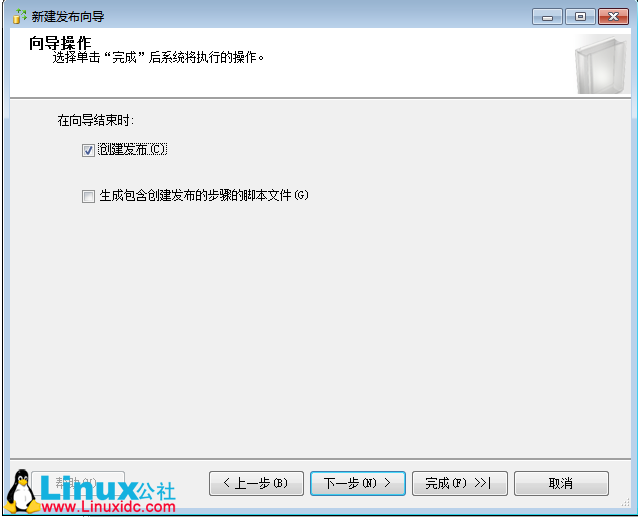 新建发布向导
向导操作
选择单击“完成”后系统将执行的操作。
在向导结束时:
创建发布(C)
生成包含创建发布的步骤的脚本文件(G)
帮助(H)
< 上一步(B)
下一步(N) >
完成(F) >>|
取消
Linux公社
www.Linuxidc.com